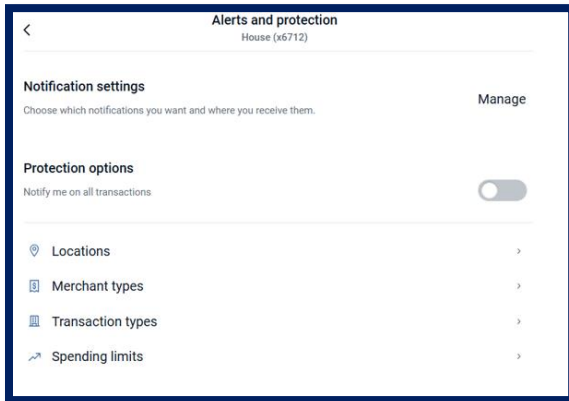 Alerts and protection
House (x6712)
Notification settings
Choose which notifications you want and where you receive them.
Manage
Protection options
Notify me on all transactions
Locations
Merchant types
Transaction types
Spending limits